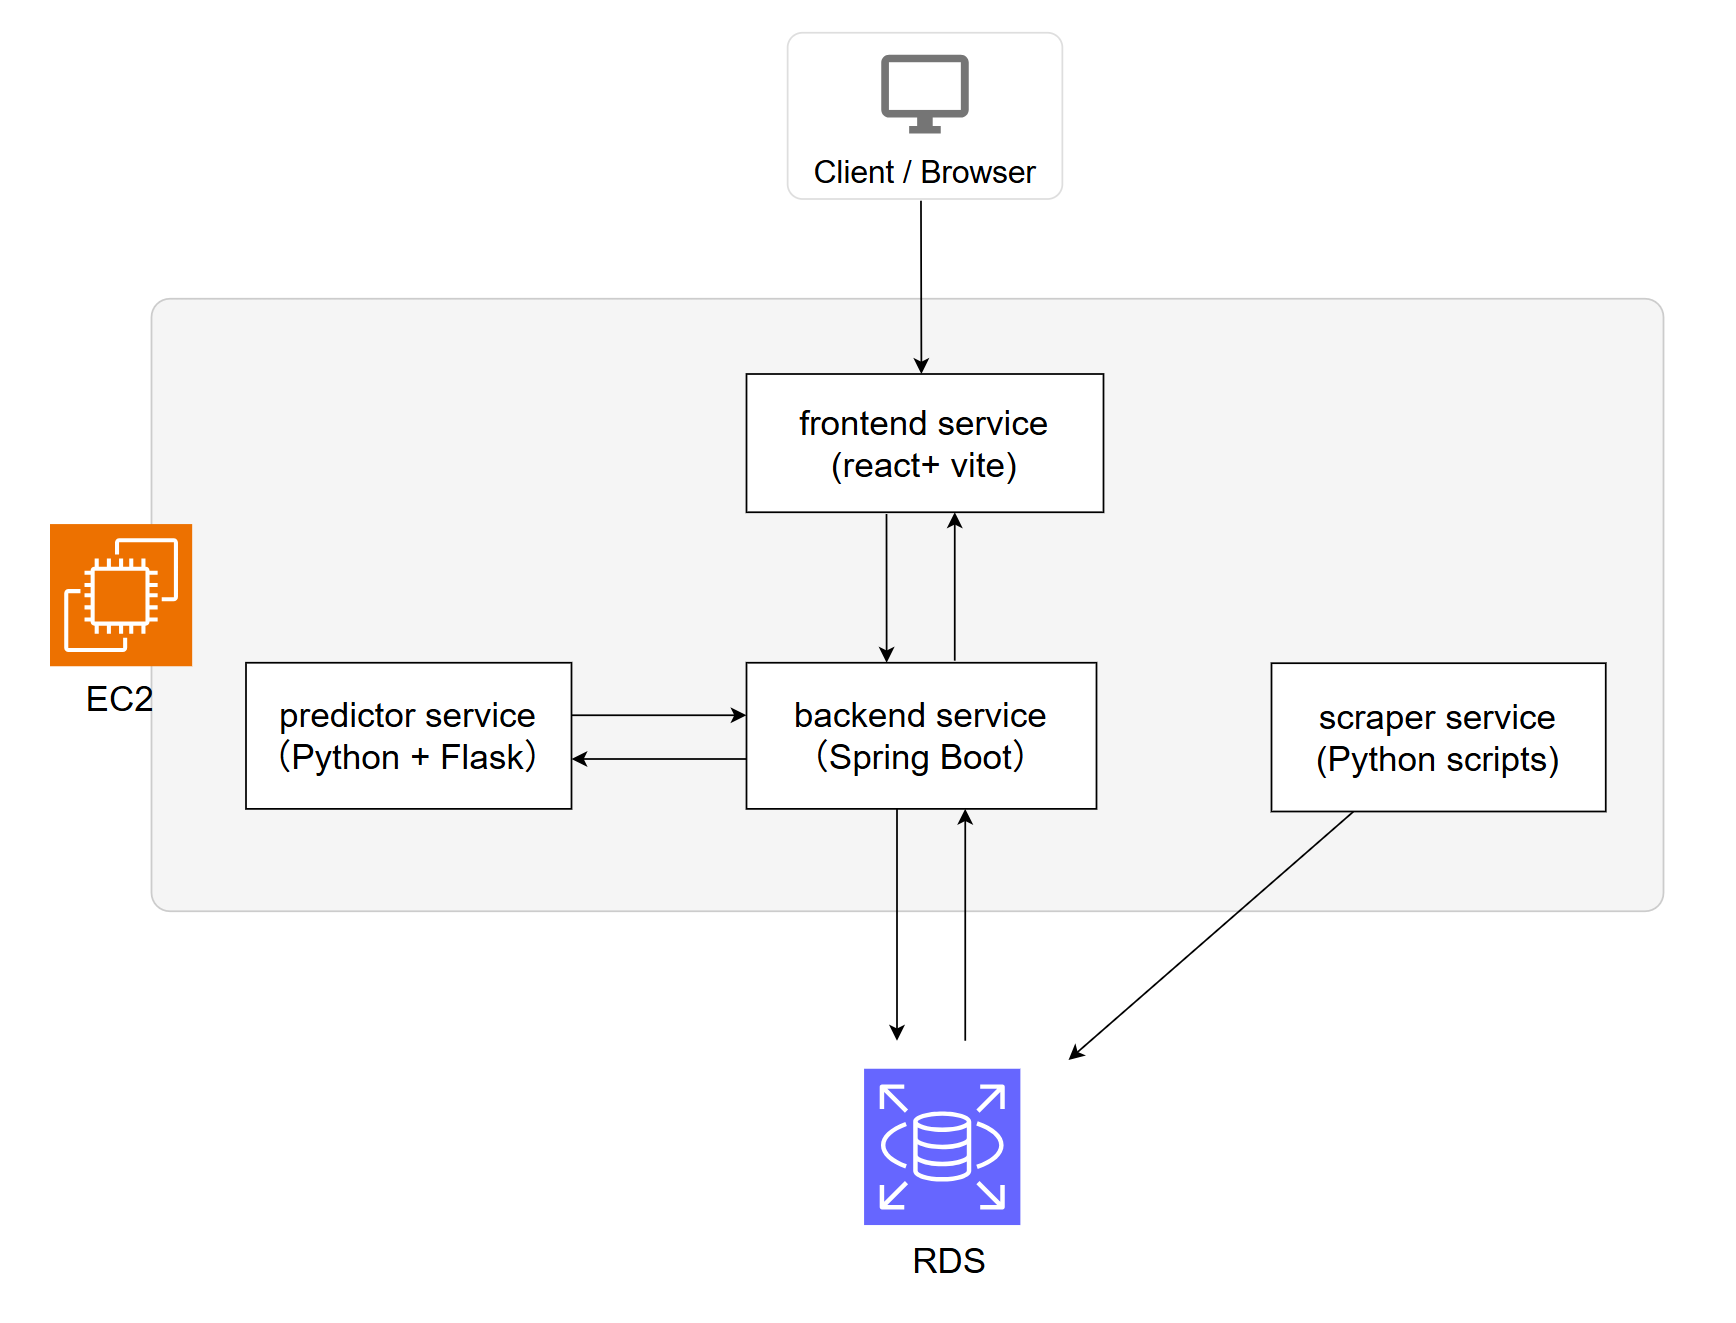 Client / Browser
frontend service
(react+ vite)
EC2
predictor service
（Python + Flask）
backend service
（Spring Boot）
scraper service
(Python scripts)
RDS